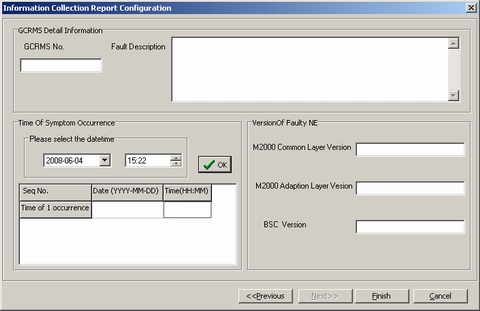 Information Collection Report Configuration
GCRMS Detail Information
GCRMS No.
Fault Description
Time Of Symptom Occurrence
Please select the datetime
2008-06-04
15:22
OK
Seq No.
Date (YYYY-MM-DD)
Time(HH:MM)
Time of 1 occurrence
VersionOf Faulty NE
M2000 Common Layer Version
M2000 Adaption Layer Vesion
BSC Version
<<Previous
Next>>
Finish
Cancel